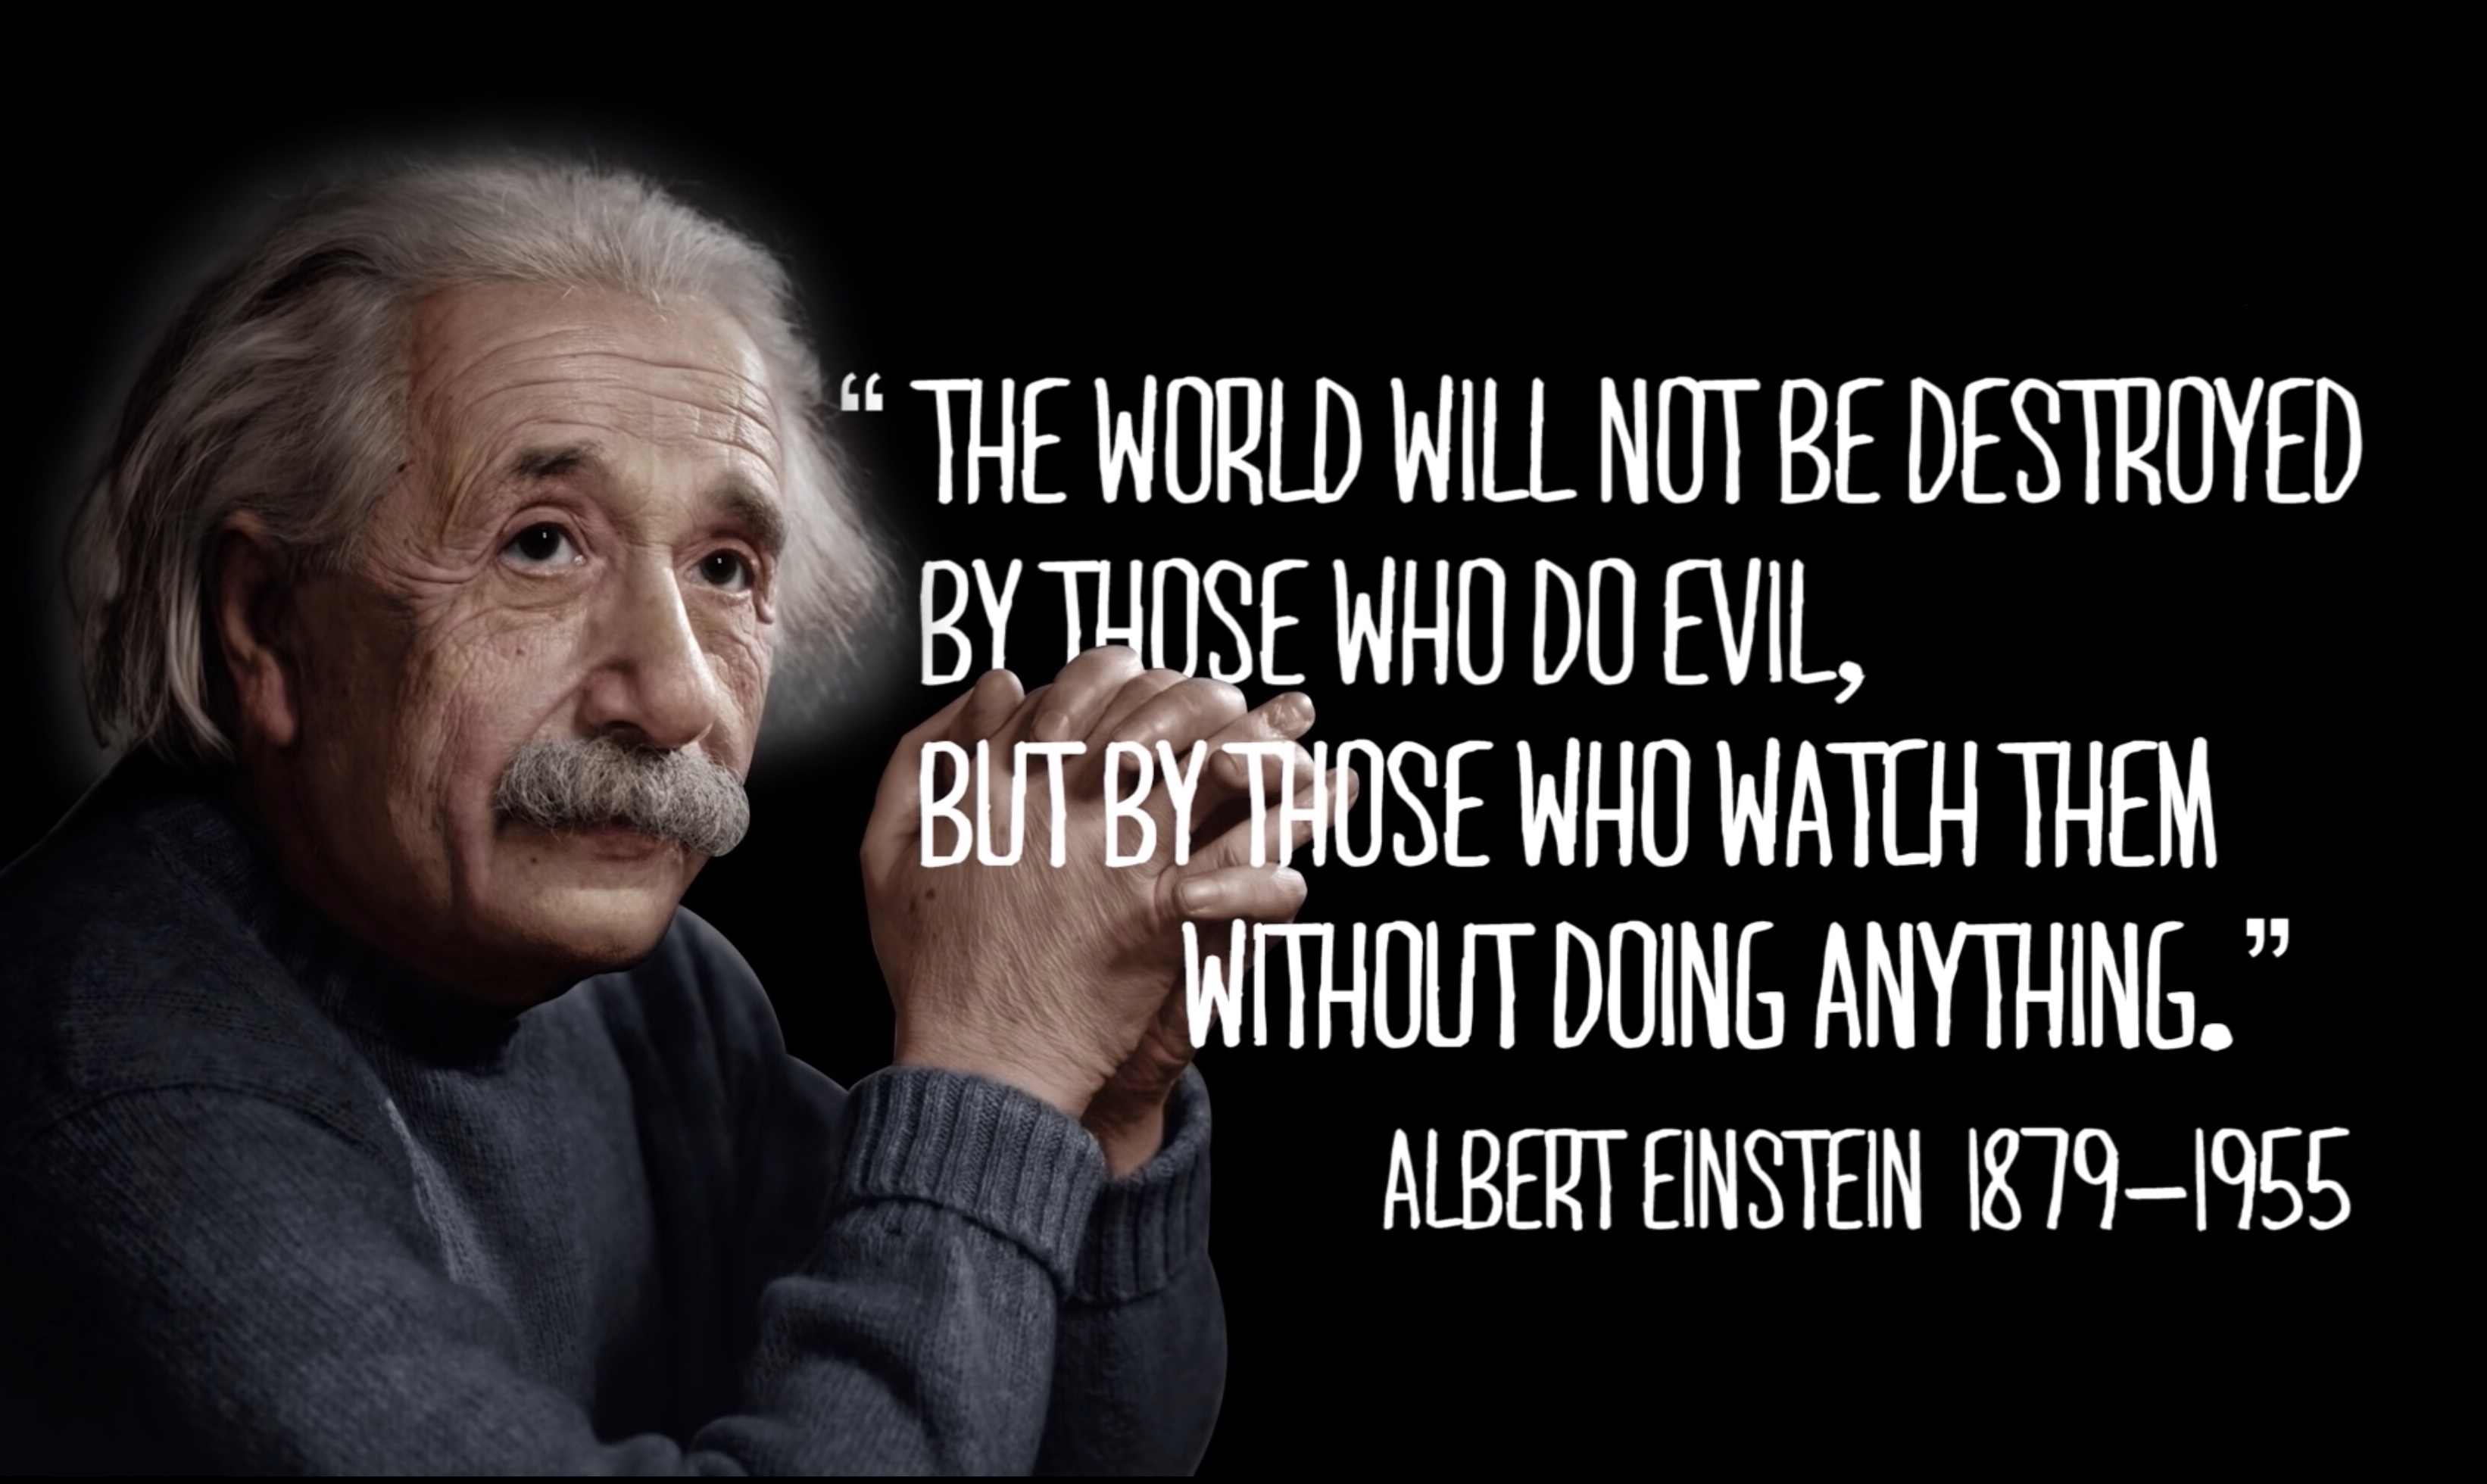 “ THE WORLD WILL NOT BE DESTROYED
BY THOSE WHO DO EVIL,
BUT BY THOSE WHO WATCH THEM
WITHOUT DOING ANYTHING.”
ALBERT EINSTEIN 1879–1955